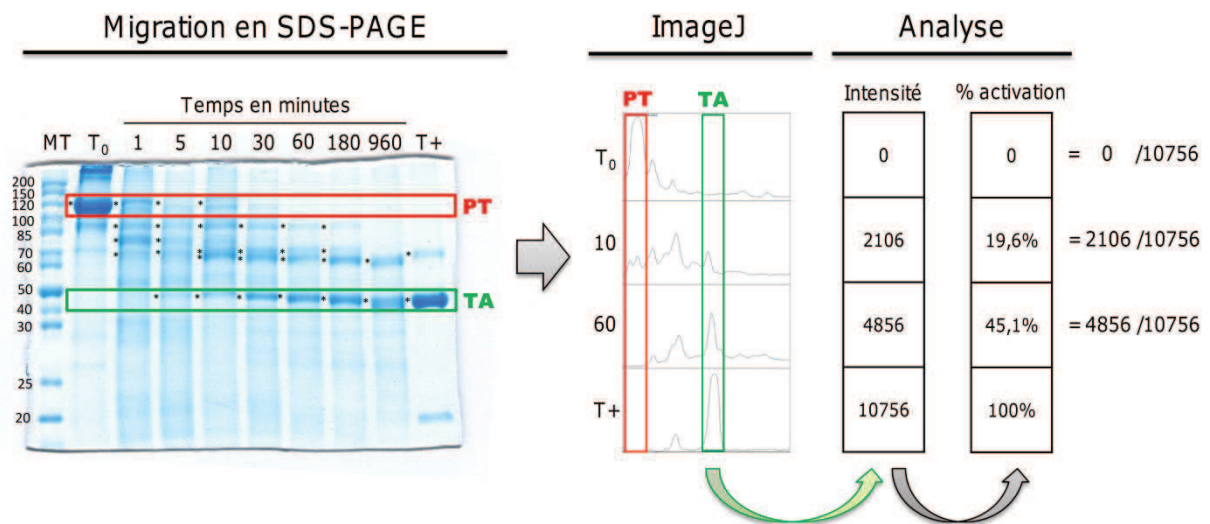 Migration en SDS-PAGE
Temps en minutes
MT T₀ 1 5 10 30 60 180 960 T+
200
150
120
100
85
70
60
50
40
30
25
20
* * * * * * * * * * * * * * * * * * * * * * * * * * *
PT
TA
ImageJ
PT TA
T₀
10
60
T+
Analyse
Intensité % activation
0 0 = 0 /10756
2106 19,6% = 2106 /10756
4856 45,1% = 4856 /10756
10756 100%